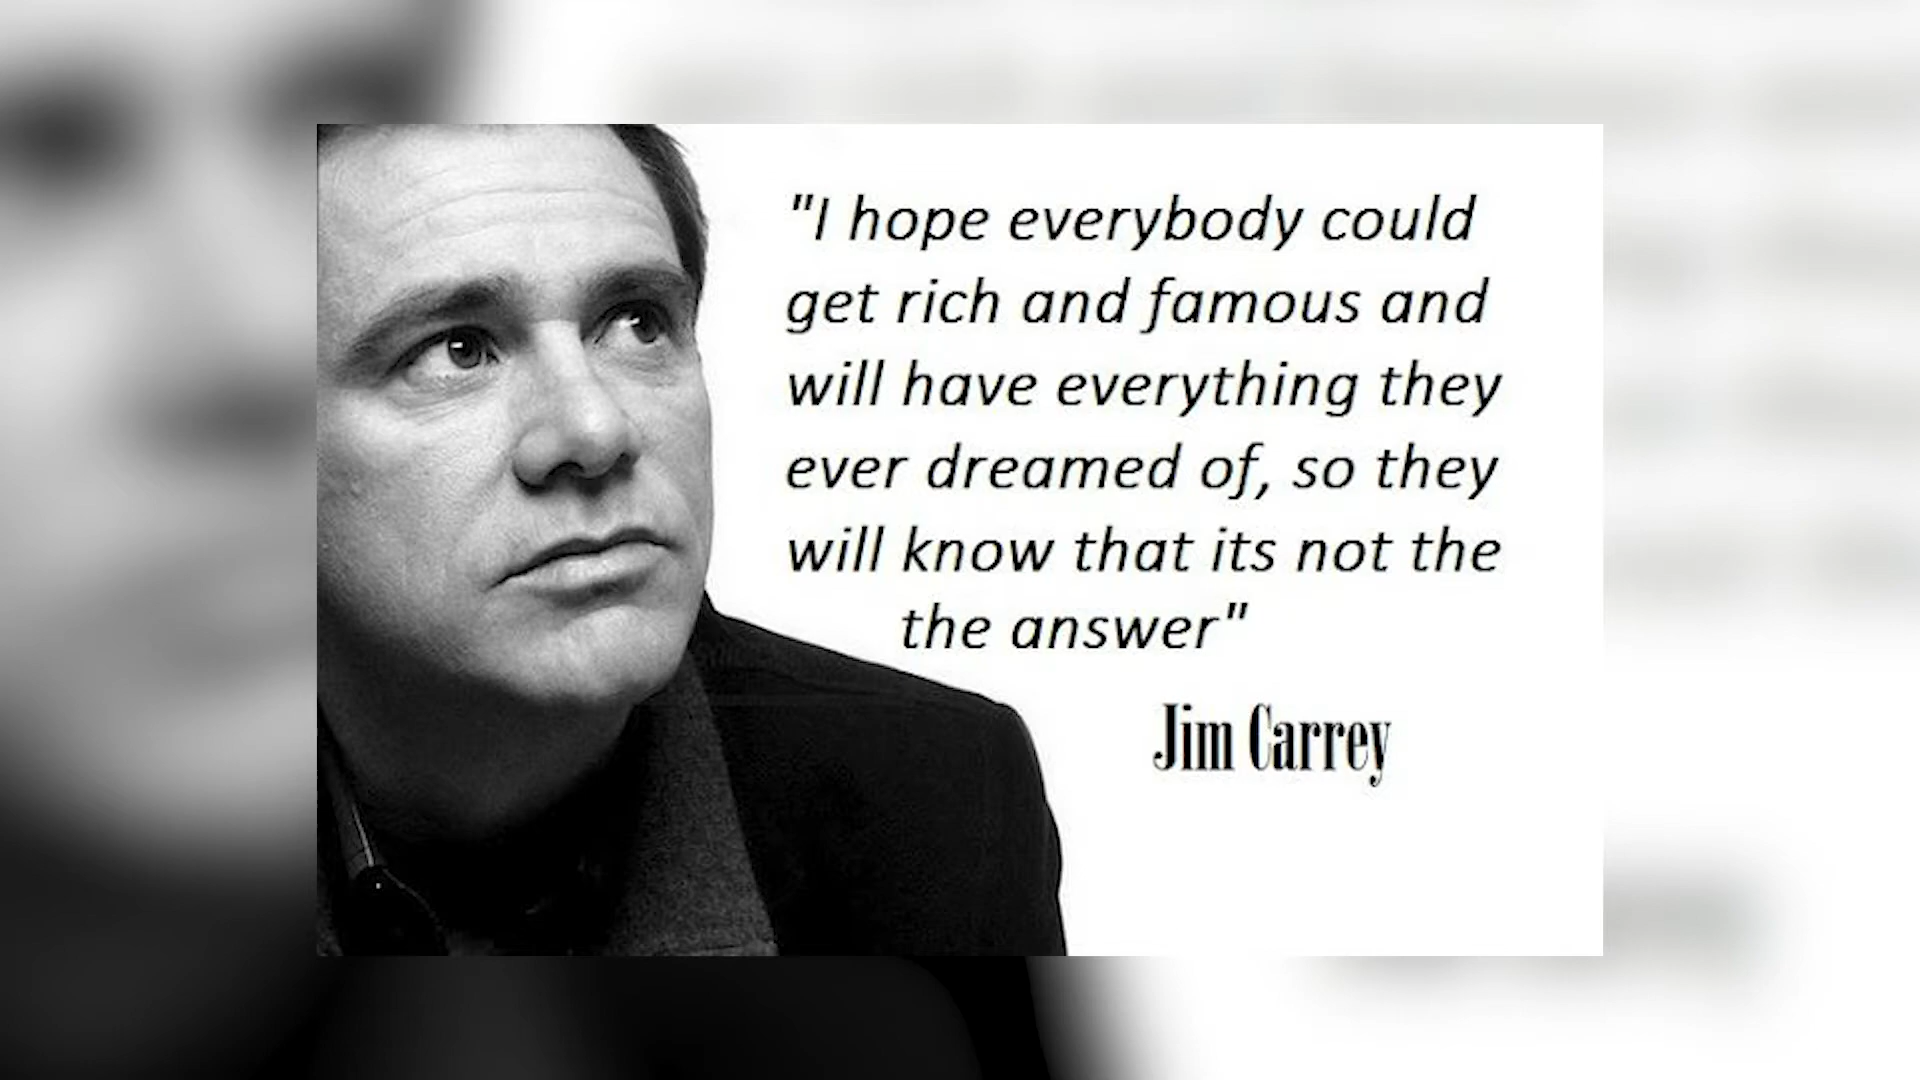 "I hope everybody could
get rich and famous and
will have everything they
ever dreamed of, so they
will know that its not the
the answer"
Jim Carrey